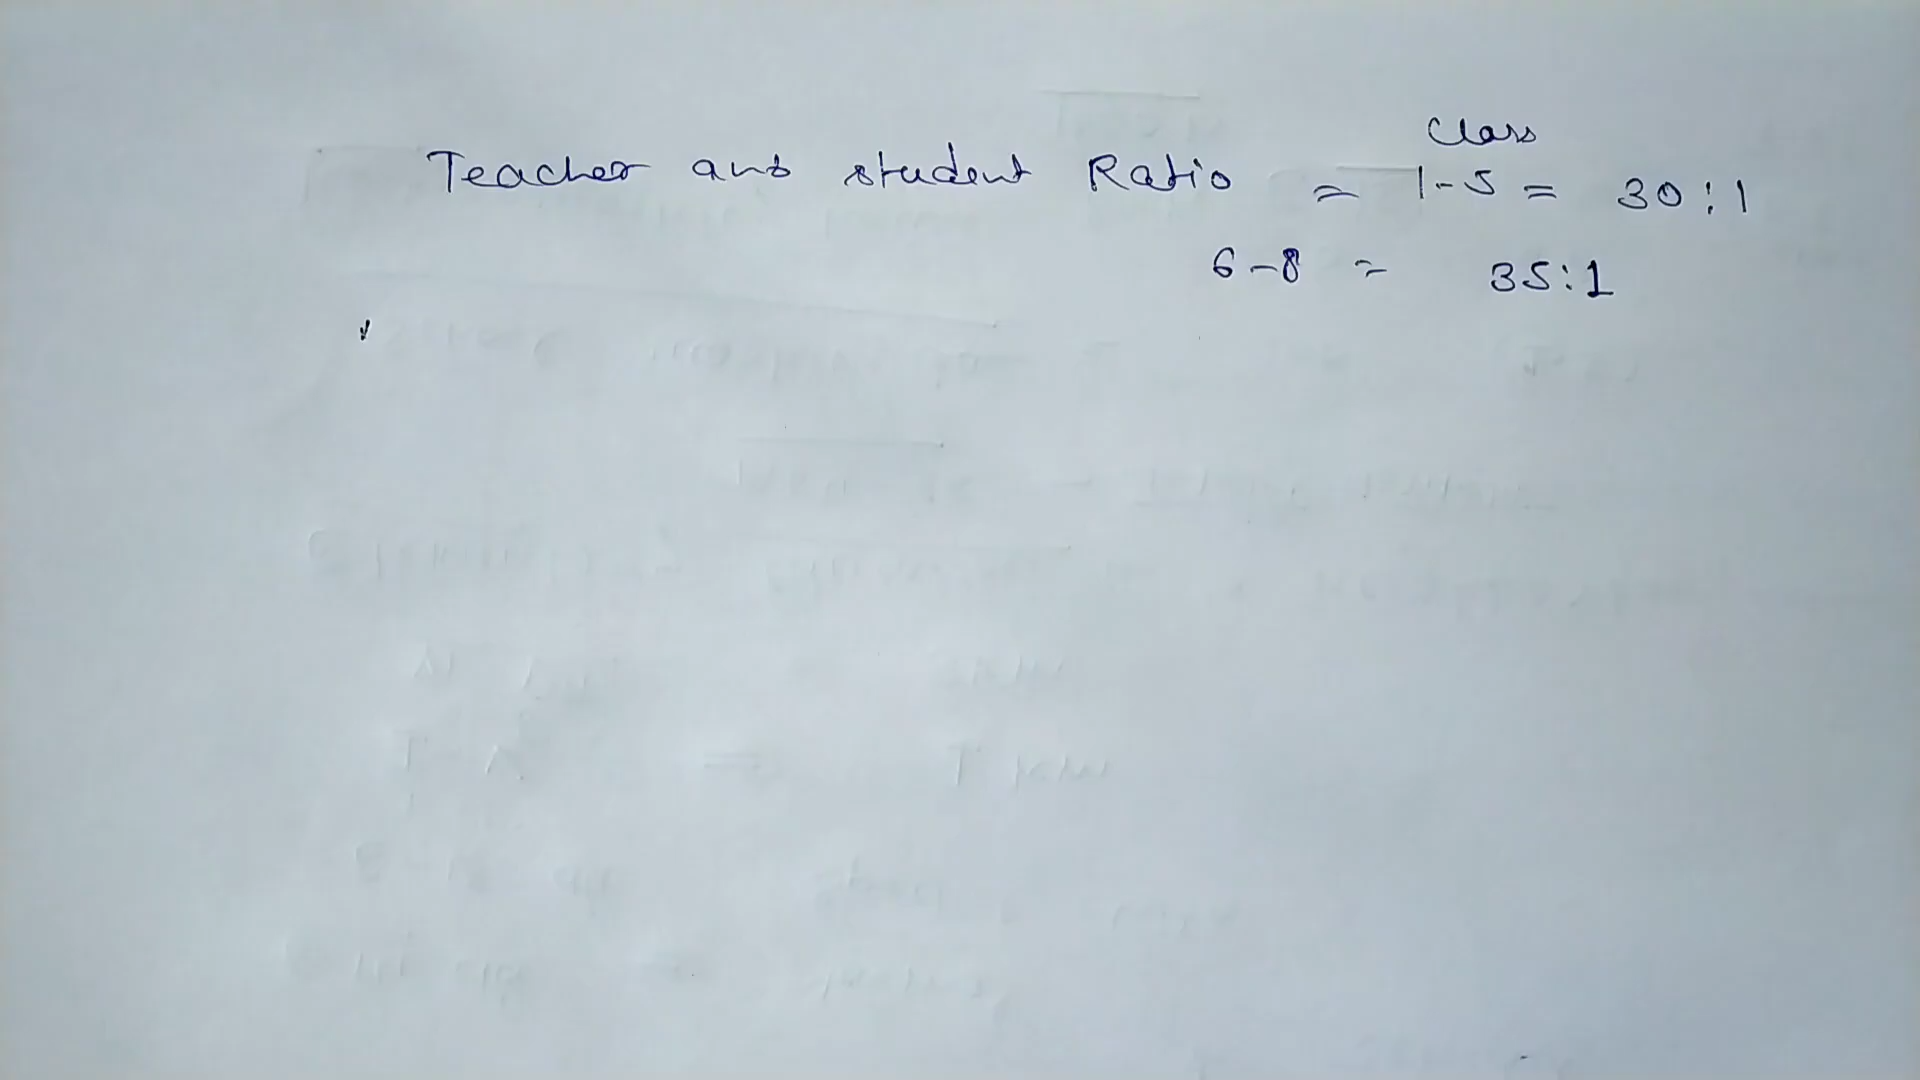 Class
Teacher and student Ratio = 1-5 = 30:1
6-8 = 35:1